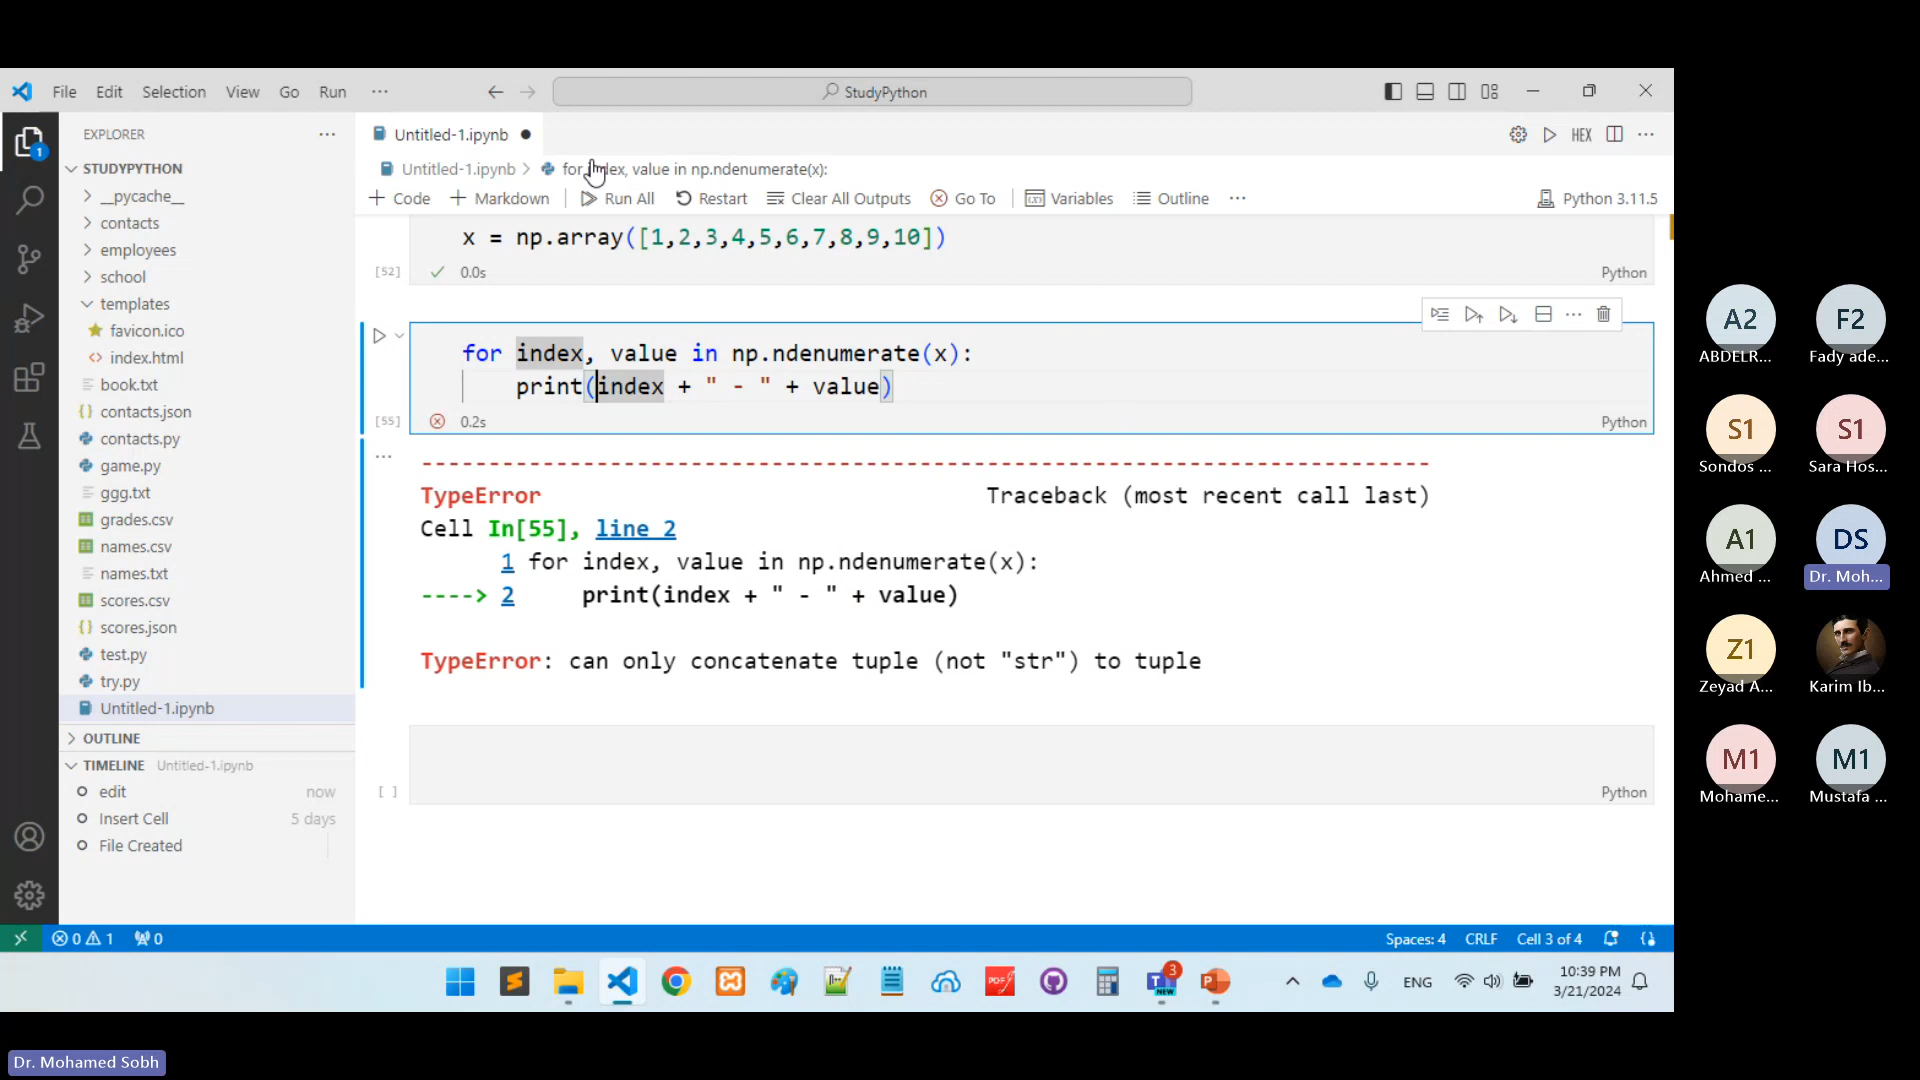 File Edit Selection View Go Run ···
StudyPython
EXPLORER
Untitled-1.ipynb
HEX
STUDYPYTHON
Untitled-1.ipynb > for index, value in np.ndenumerate(x):
+ Code + Markdown Run All Restart Clear All Outputs Go To Variables Outline ··· Python 3.11.5
__pycache__
contacts
employees
school
templates
favicon.ico
index.html
book.txt
contacts.json
contacts.py
game.py
ggg.txt
grades.csv
names.csv
names.txt
scores.csv
scores.json
test.py
try.py
Untitled-1.ipynb
OUTLINE
TIMELINE Untitled-1.ipynb
edit now
Insert Cell 5 days
File Created
x = np.array([1,2,3,4,5,6,7,8,9,10])
[52] 0.0s Python
for index, value in np.ndenumerate(x):
print(index + " - " + value)
[55] 0.2s Python
---------------------------------------------------------------------------
TypeError Traceback (most recent call last)
Cell In[55], line 2
1 for index, value in np.ndenumerate(x):
----> 2 print(index + " - " + value)
TypeError: can only concatenate tuple (not "str") to tuple
[ ] Python
0 1 0
Spaces: 4 CRLF Cell 3 of 4
1
PDF
3
T
NEW
P
ENG
10:39 PM
3/21/2024
A2
ABDELR...
F2
Fady ade...
S1
Sondos ...
S1
Sara Hos...
A1
Ahmed ...
DS
Dr. Moh...
Z1
Zeyad A...
Karim Ib...
M1
Mohame...
M1
Mustafa ...
Dr. Mohamed Sobh